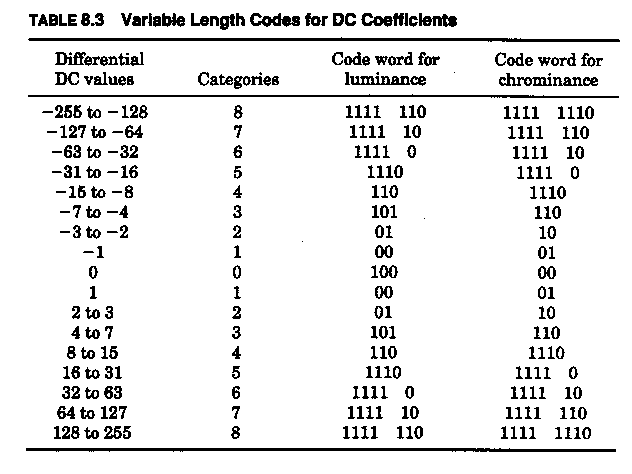 TABLE 8.3 Variable Length Codes for DC Coefficients
Differential Code word for Code word for
DC values Categories luminance chrominance
−255 to −128 8 1111 110 1111 1110
−127 to −64 7 1111 10 1111 110
−63 to −32 6 1111 0 1111 10
−31 to −16 5 1110 1111 0
−15 to −8 4 110 1110
−7 to −4 3 101 110
−3 to −2 2 01 10
−1 1 00 01
0 0 100 00
1 1 00 01
2 to 3 2 01 10
4 to 7 3 101 110
8 to 15 4 110 1110
16 to 31 5 1110 1111 0
32 to 63 6 1111 0 1111 10
64 to 127 7 1111 10 1111 110
128 to 255 8 1111 110 1111 1110